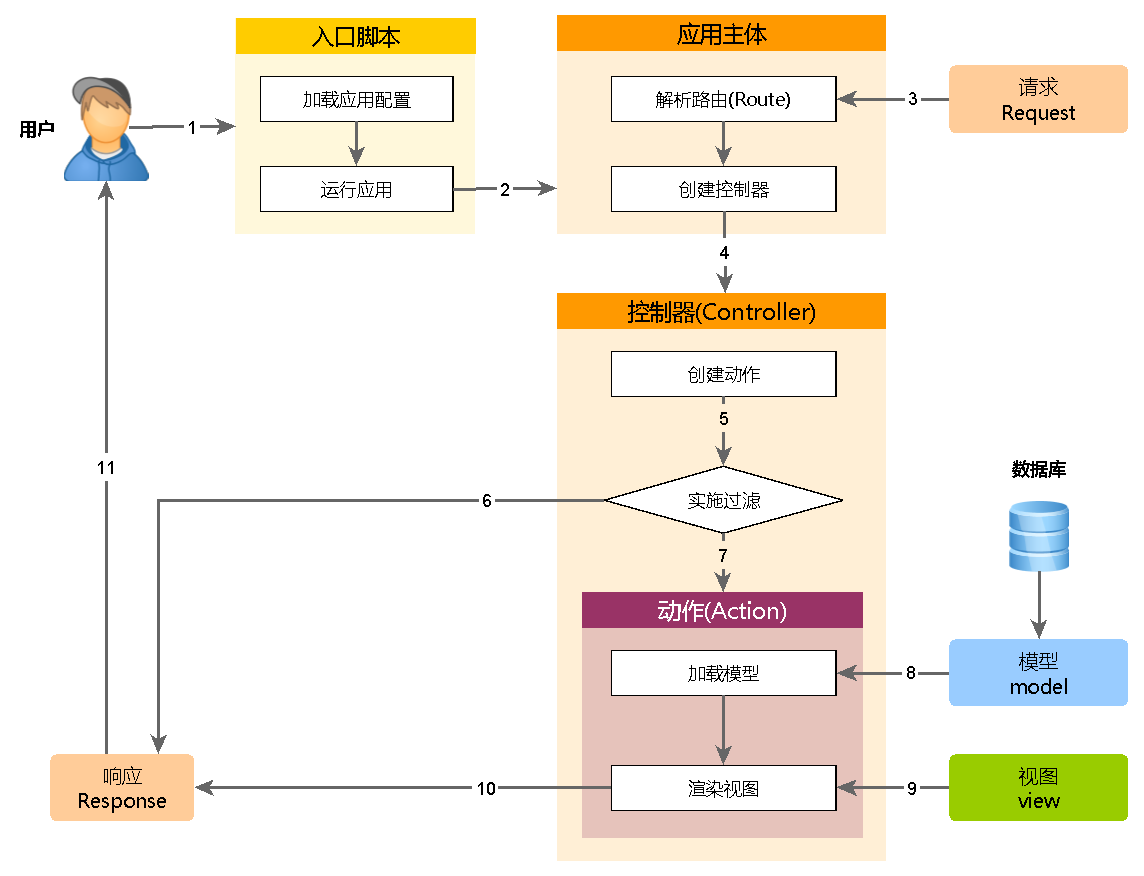 入口脚本
应用主体
加载应用配置
解析路由(Route)
3
请求
Request
用户
1
运行应用
2
创建控制器
4
控制器(Controller)
创建动作
5
11
数据库
6
实施过滤
7
动作(Action)
加载模型
8
模型
model
响应
Response
10
渲染视图
9
视图
view